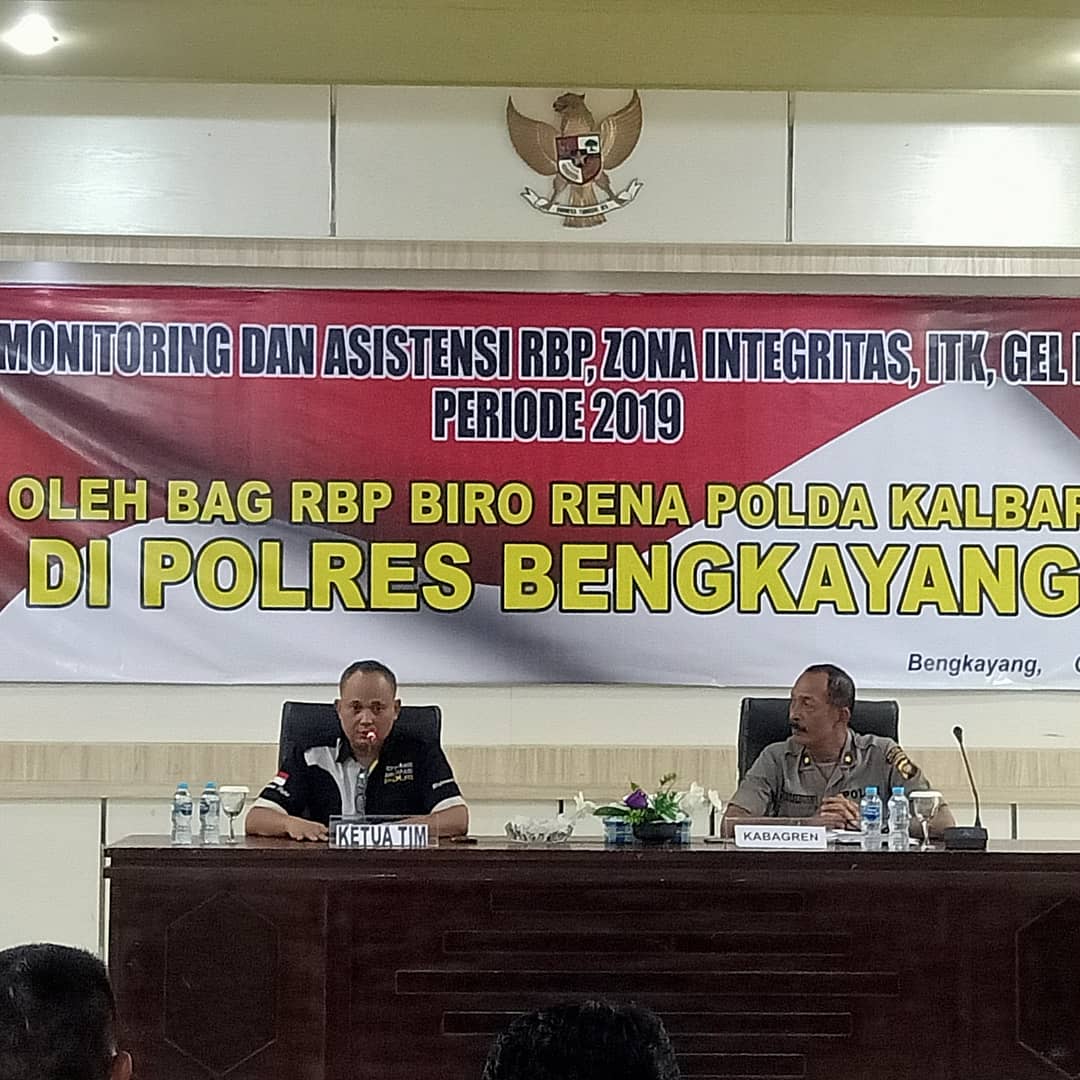 MONITORING DAN ASISTENSI RBP, ZONA INTEGRITAS, ITK, GEL
PERIODE 2019
OLEH BAG RBP BIRO RENA POLDA KALBAR
DI POLRES BENGKAYANG
Bengkayang,
KETUA TIM
KABAGREN